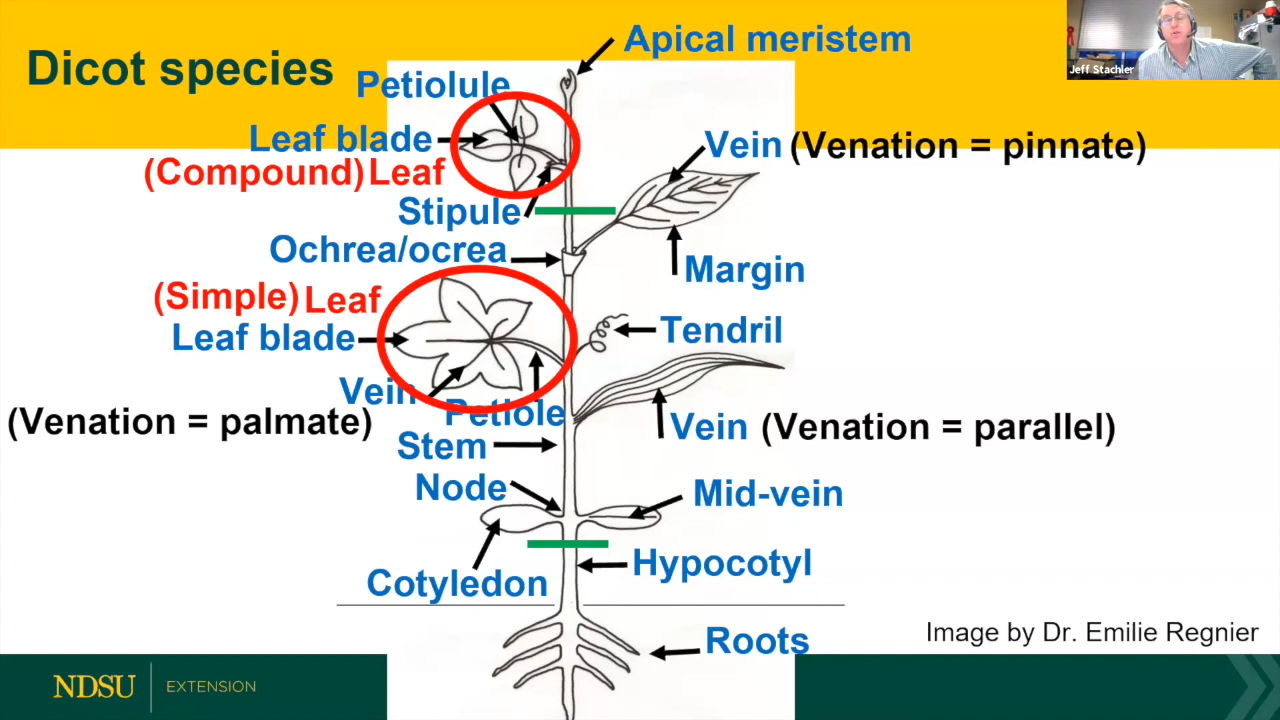 Dicot species
Apical meristem
Jeff Stachler
Petiolule
Leaf blade
(Compound) Leaf
Vein (Venation = pinnate)
Stipule
Ochrea/ocrea
Margin
(Simple) Leaf
Leaf blade
Tendril
Vein
Petiole
(Venation = palmate)
Vein (Venation = parallel)
Stem
Node
Mid-vein
Cotyledon
Hypocotyl
Image by Dr. Emilie Regnier
Roots
NDSU
EXTENSION